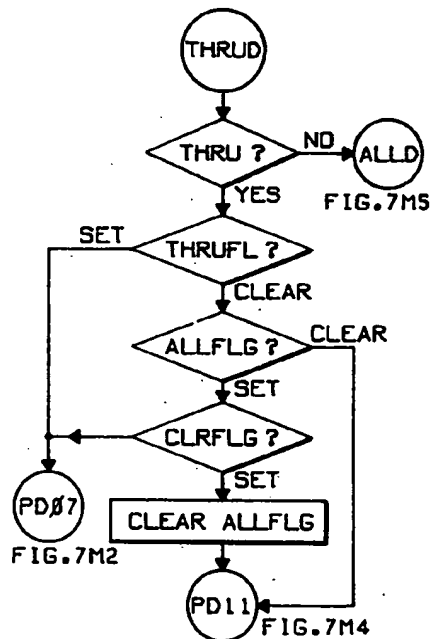 THRUD
THRU ?
NO
ALLD
YES
FIG.7M5
SET
THRUFL ?
CLEAR
ALLFLG ?
CLEAR
SET
CLRFLG ?
SET
PDØ7
CLEAR ALLFLG
FIG.7M2
PD11
FIG.7M4